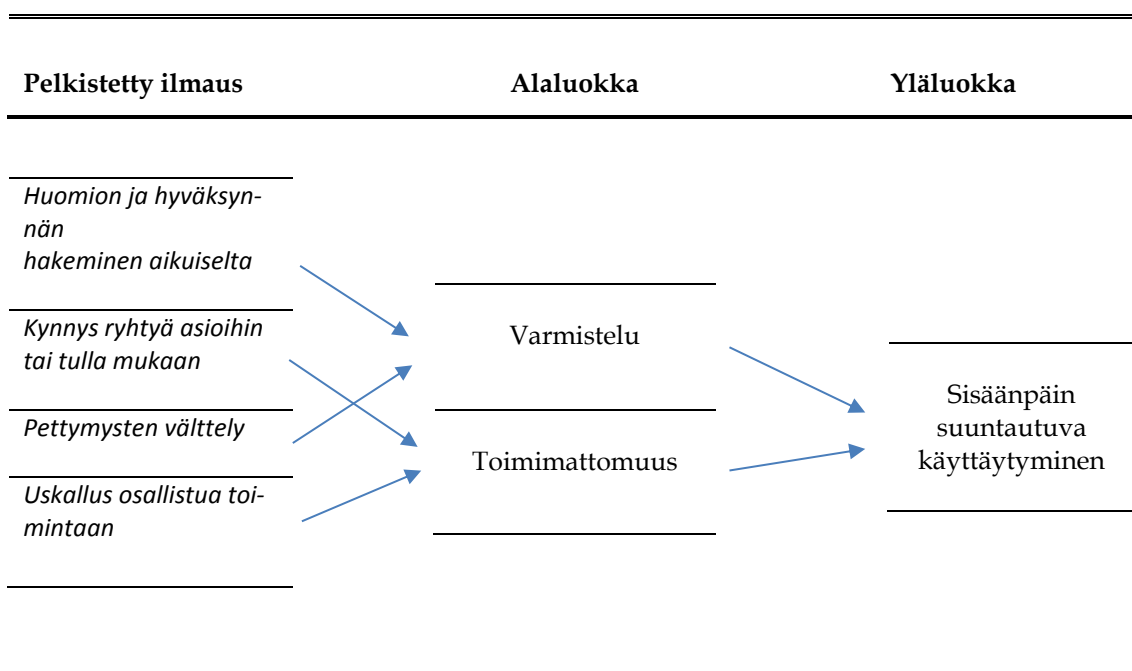 Pelkistetty ilmaus Alaluokka Yläluokka
Huomion ja hyväksyn-
nän
hakeminen aikuiselta
Kynnys ryhtyä asioihin
tai tulla mukaan
Pettymysten välttely
Uskallus osallistua toi-
mintaan
Varmistelu
Toimimattomuus
Sisäänpäin
suuntautuva
käyttäytyminen